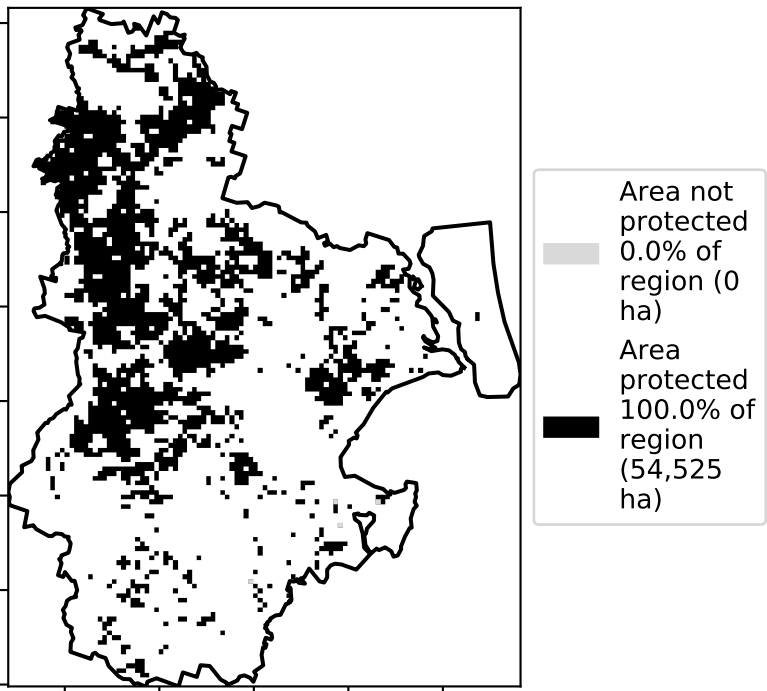 Area not
protected
0.0% of
region (0
ha)
Area
protected
100.0% of
region
(54,525
ha)